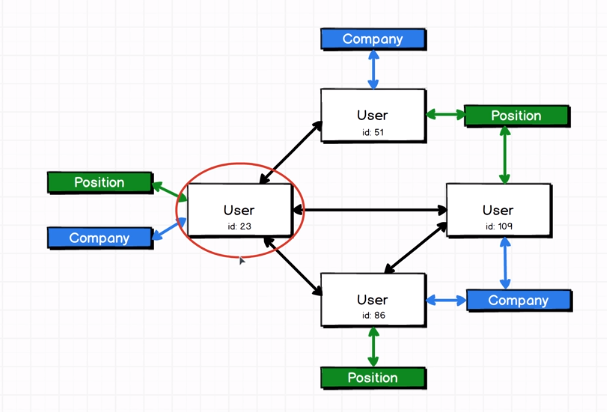 Company
User
id: 51
Position
Position
User
id: 23
User
id: 109
Company
User
id: 86
Company
Position